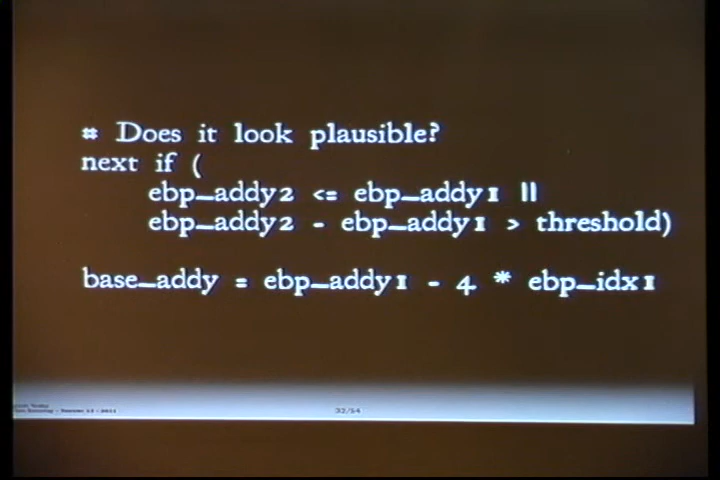 # Does it look plausible?
next if (
ebp_addy2 <= ebp_addy1 ||
ebp_addy2 - ebp_addy1 > threshold)
base_addy = ebp_addy1 - 4 * ebp_idx1
32/54